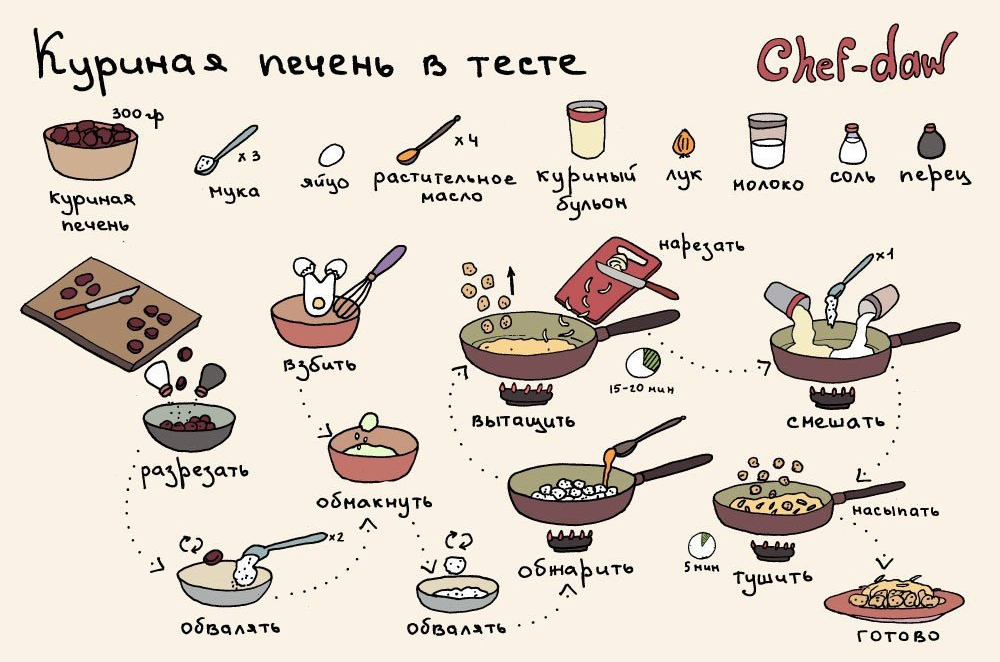 Куриная печень в тесте
Chef-daw
300 гр
куриная
печень
x 3
мука
яйцо
x 4
растительное
масло
куриный
бульон
лук
молоко
соль
перец
разрезать
взбить
обмакнуть
x2
обвалять
обвалять
нарезать
15-20 мин
вытащить
обжарить
x1
смешать
насыпать
5 мин
тушить
готово